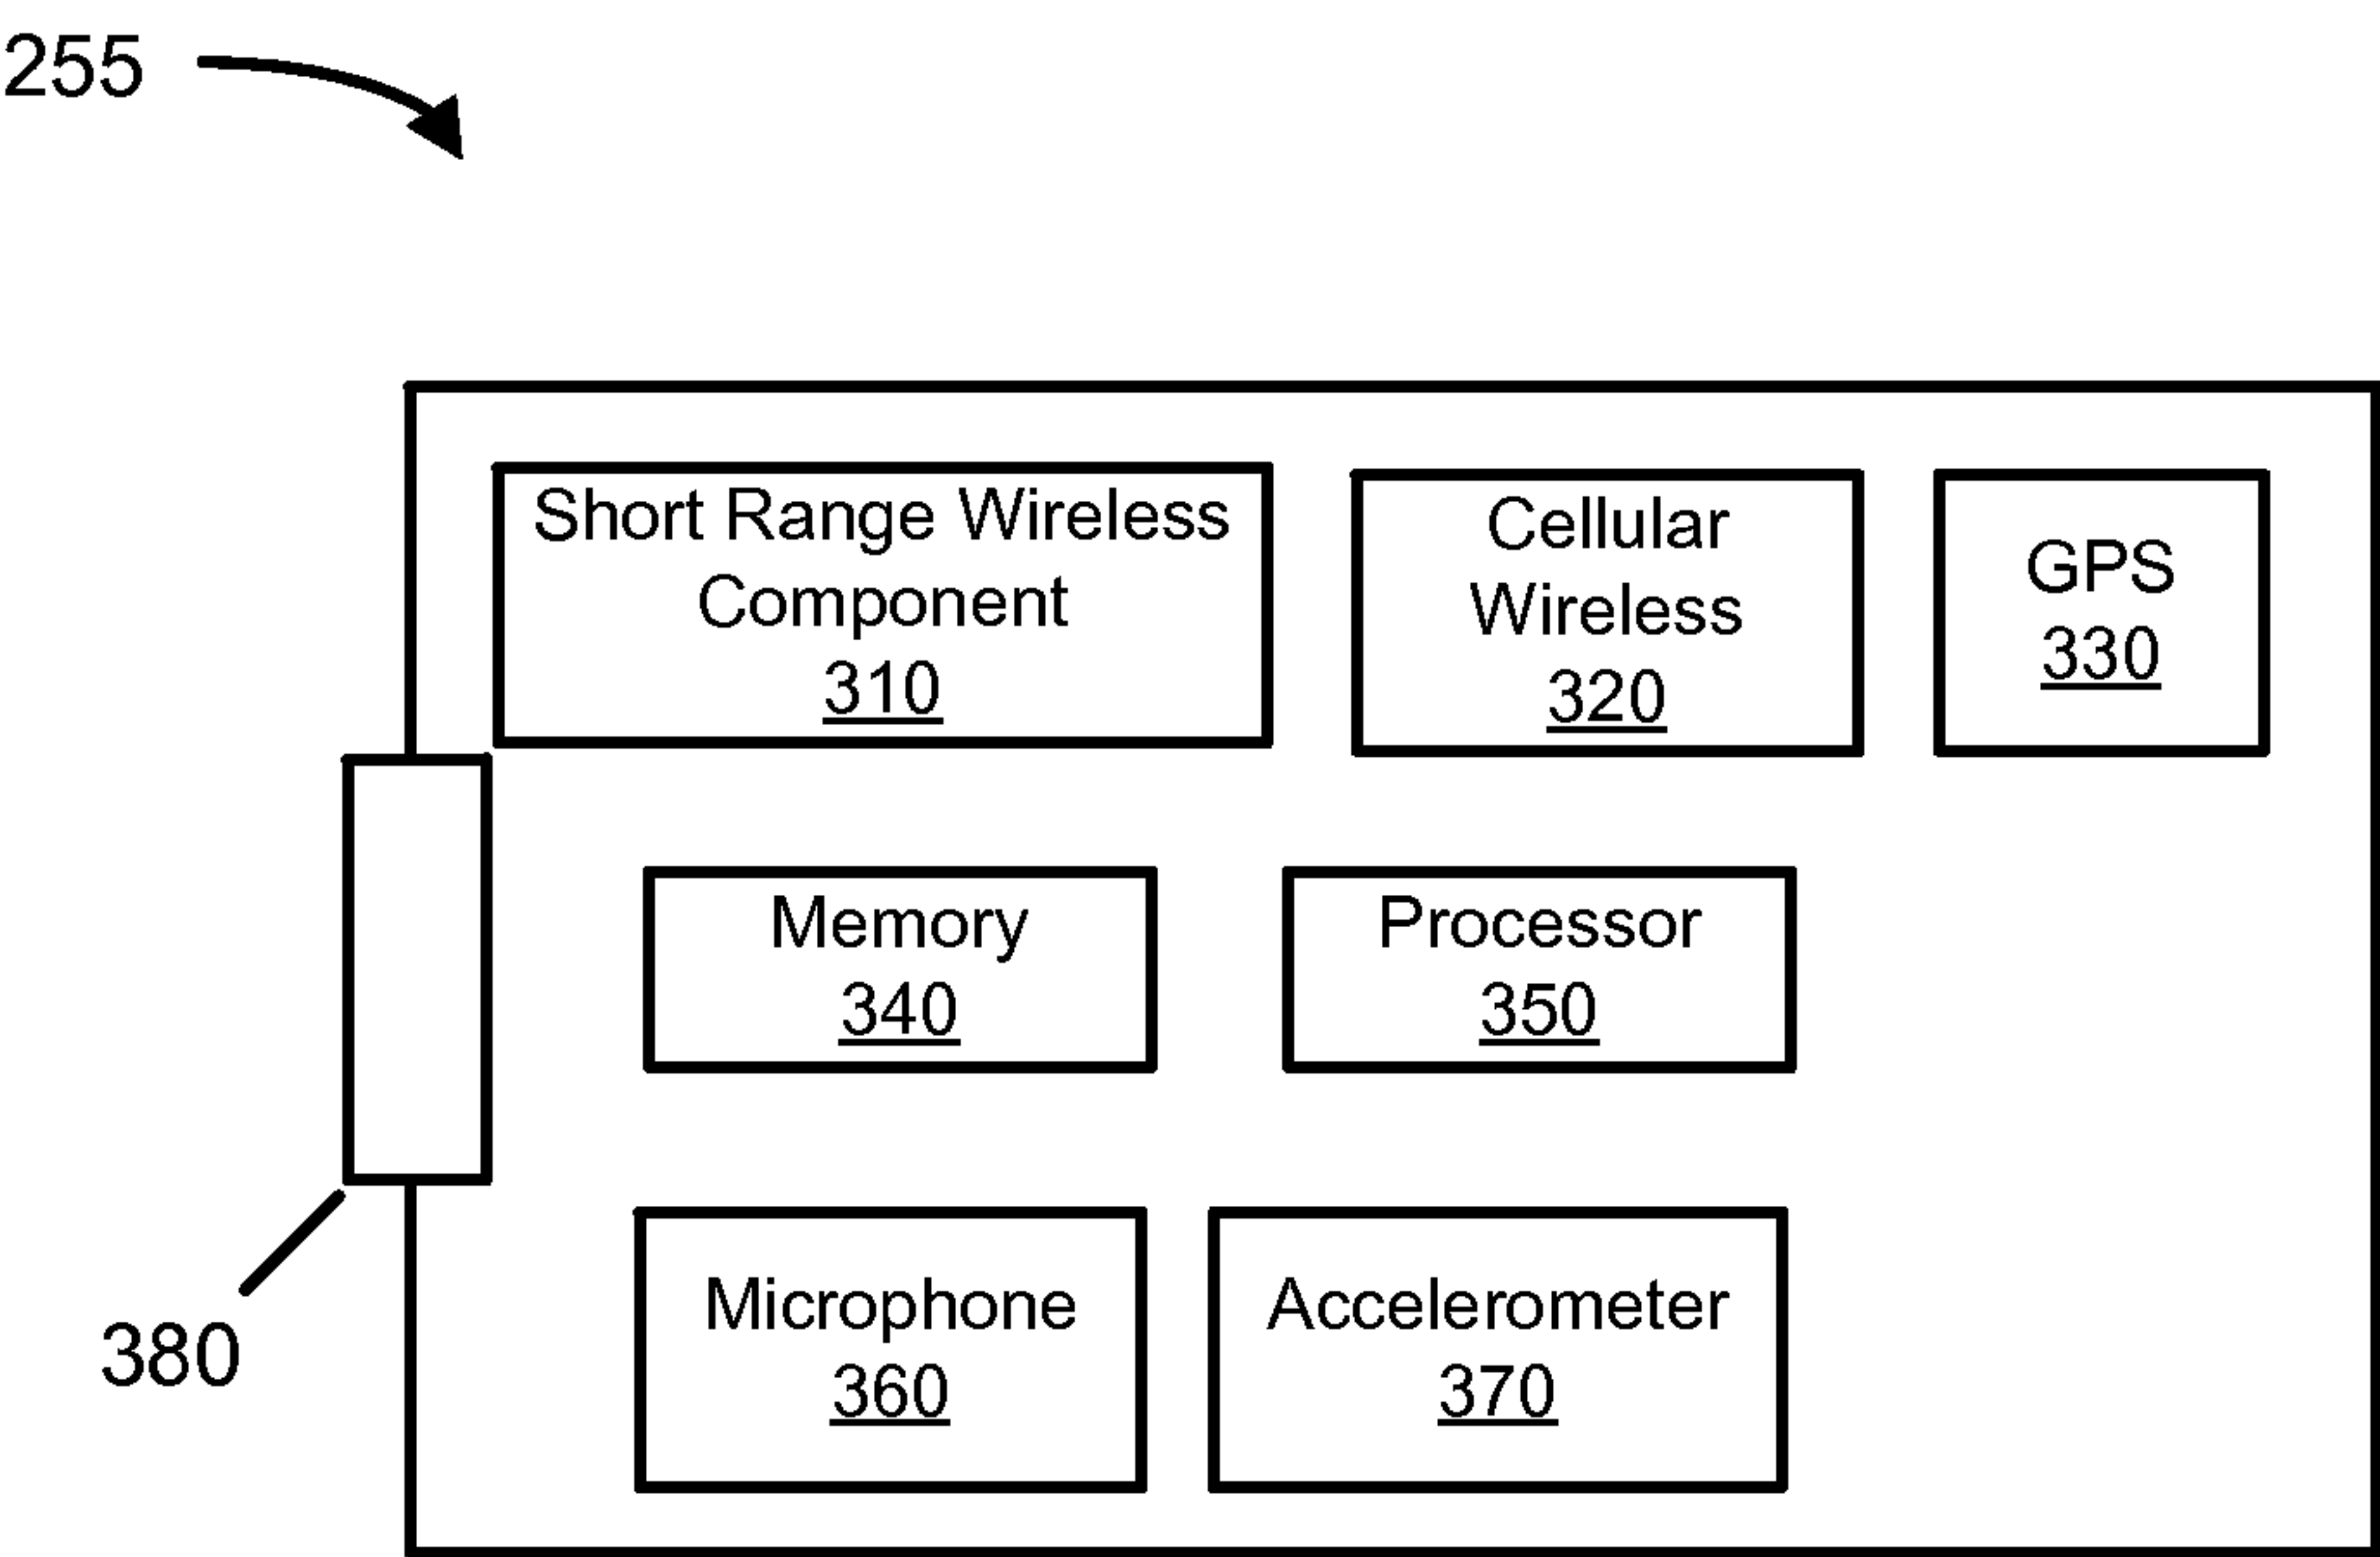 255
Short Range Wireless
Component
310
Cellular
Wireless
320
GPS
330
Memory
340
Processor
350
Microphone
360
Accelerometer
370
380